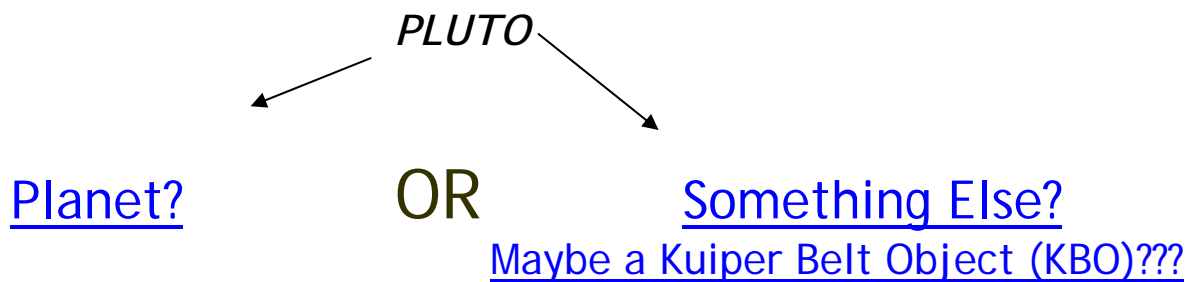 PLUTO
Planet? OR Something Else?
Maybe a Kuiper Belt Object (KBO)???